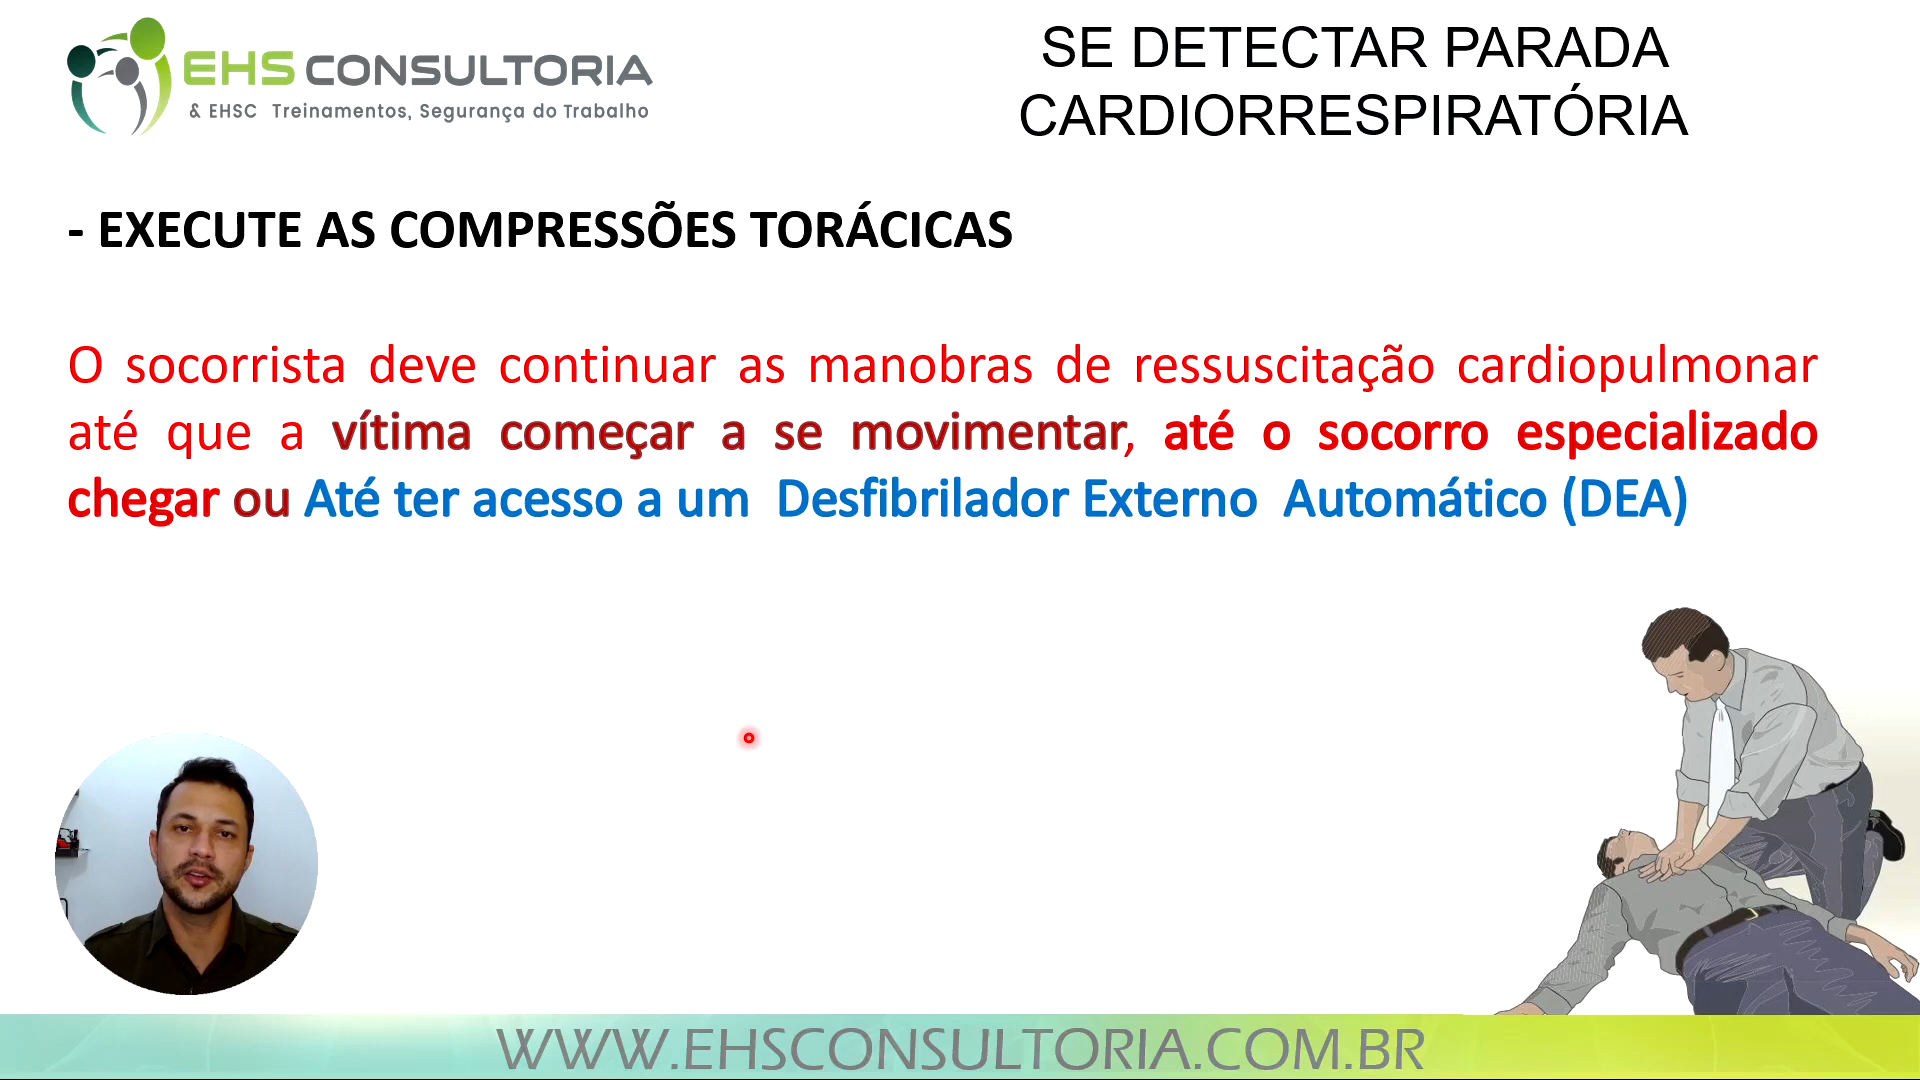 EHS CONSULTORIA
& EHSC Treinamentos, Segurança do Trabalho
SE DETECTAR PARADA
CARDIORRESPIRATÓRIA
- EXECUTE AS COMPRESSÕES TORÁCICAS
O socorrista deve continuar as manobras de ressuscitação cardiopulmonar
até que a vítima começar a se movimentar, até o socorro especializado
chegar ou Até ter acesso a um Desfibrilador Externo Automático (DEA)
WWW.EHSCONSULTORIA.COM.BR